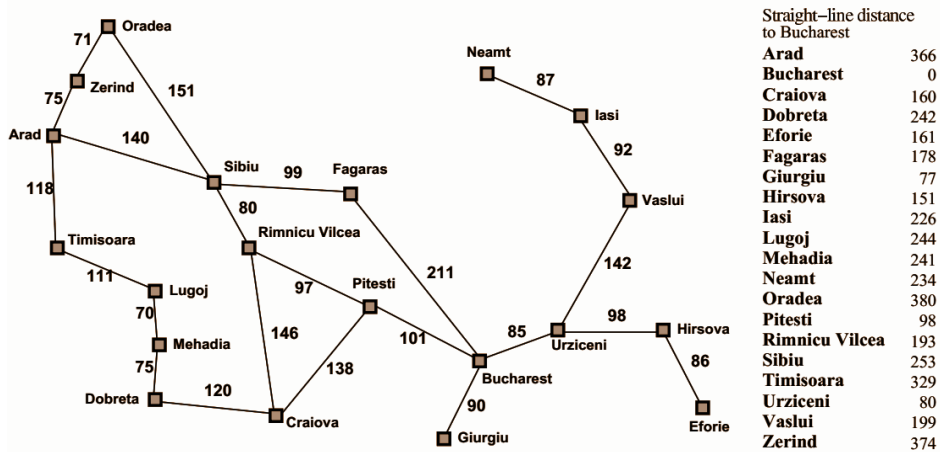 Oradea
71
Zerind
151
75
Arad
140
Sibiu
99
Fagaras
118
80
Timisoara
Rimnicu Vilcea
111
Lugoj
97
Pitesti
211
70
Mehadia
146
101
75
138
Dobreta
120
Craiova
Bucharest
90
Giurgiu
Neamt
87
Iasi
92
Vaslui
142
85
98
Hirsova
Urziceni
86
Eforie
Straight–line distance
to Bucharest
Arad 366
Bucharest 0
Craiova 160
Dobreta 242
Eforie 161
Fagaras 178
Giurgiu 77
Hirsova 151
Iasi 226
Lugoj 244
Mehadia 241
Neamt 234
Oradea 380
Pitesti 98
Rimnicu Vilcea 193
Sibiu 253
Timisoara 329
Urziceni 80
Vaslui 199
Zerind 374